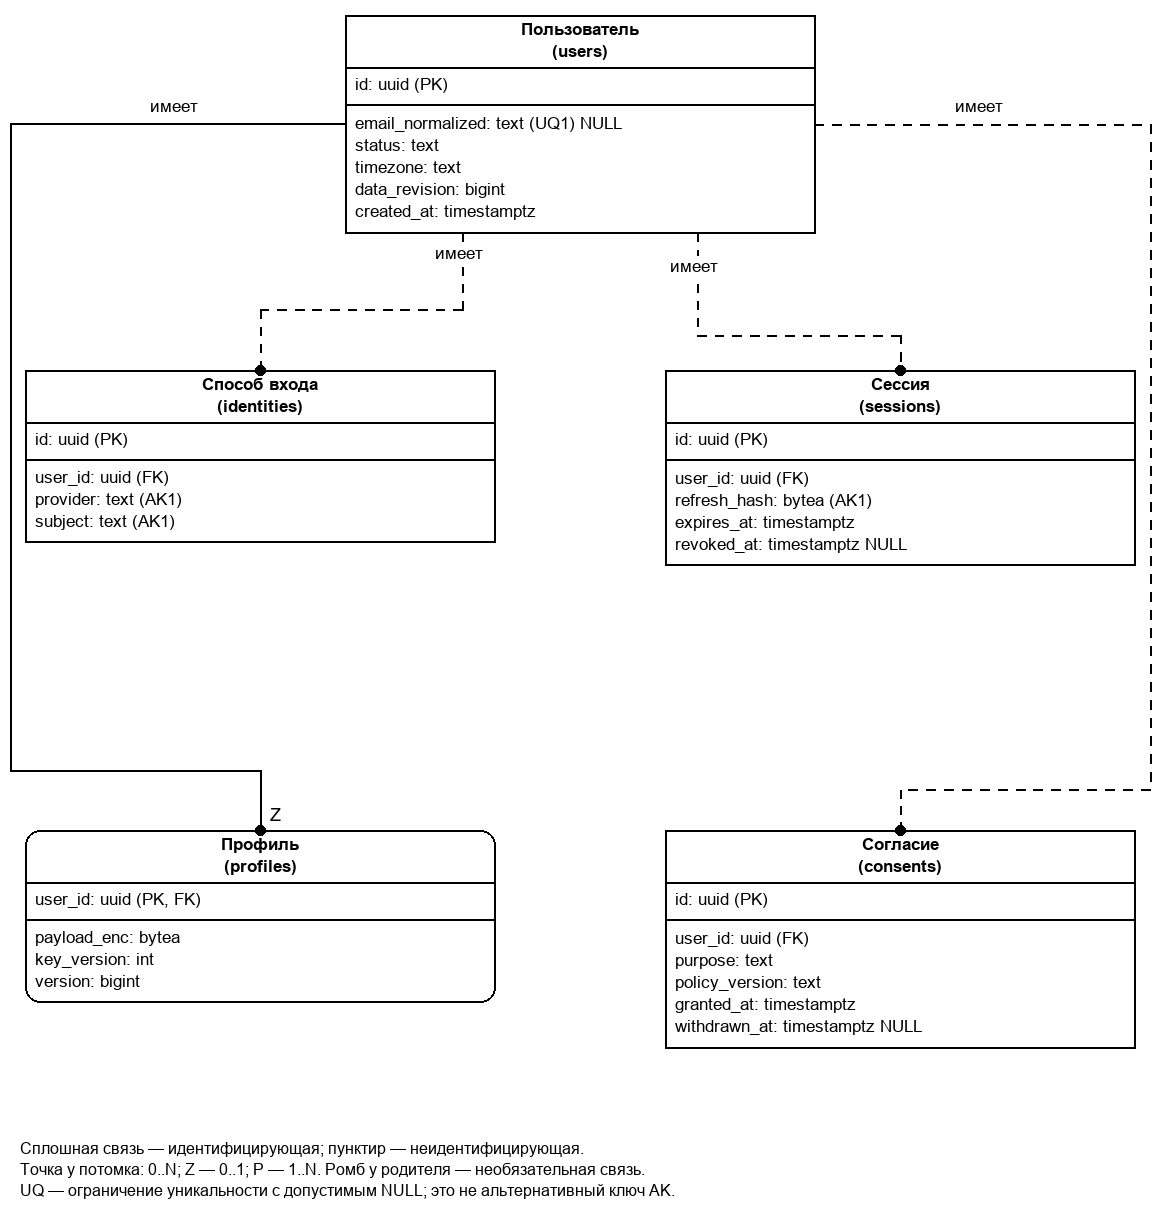 Пользователь
(users)
id: uuid (PK)
email_normalized: text (UQ1) NULL
status: text
timezone: text
data_revision: bigint
created_at: timestamptz
имеет
имеет
имеет
имеет
Способ входа
(identities)
id: uuid (PK)
user_id: uuid (FK)
provider: text (AK1)
subject: text (AK1)
Сессия
(sessions)
id: uuid (PK)
user_id: uuid (FK)
refresh_hash: bytea (AK1)
expires_at: timestamptz
revoked_at: timestamptz NULL
Z
Профиль
(profiles)
user_id: uuid (PK, FK)
payload_enc: bytea
key_version: int
version: bigint
Согласие
(consents)
id: uuid (PK)
user_id: uuid (FK)
purpose: text
policy_version: text
granted_at: timestamptz
withdrawn_at: timestamptz NULL
Сплошная связь — идентифицирующая; пунктир — неидентифицирующая.
Точка у потомка: 0..N; Z — 0..1; P — 1..N. Ромб у родителя — необязательная связь.
UQ — ограничение уникальности с допустимым NULL; это не альтернативный ключ AK.